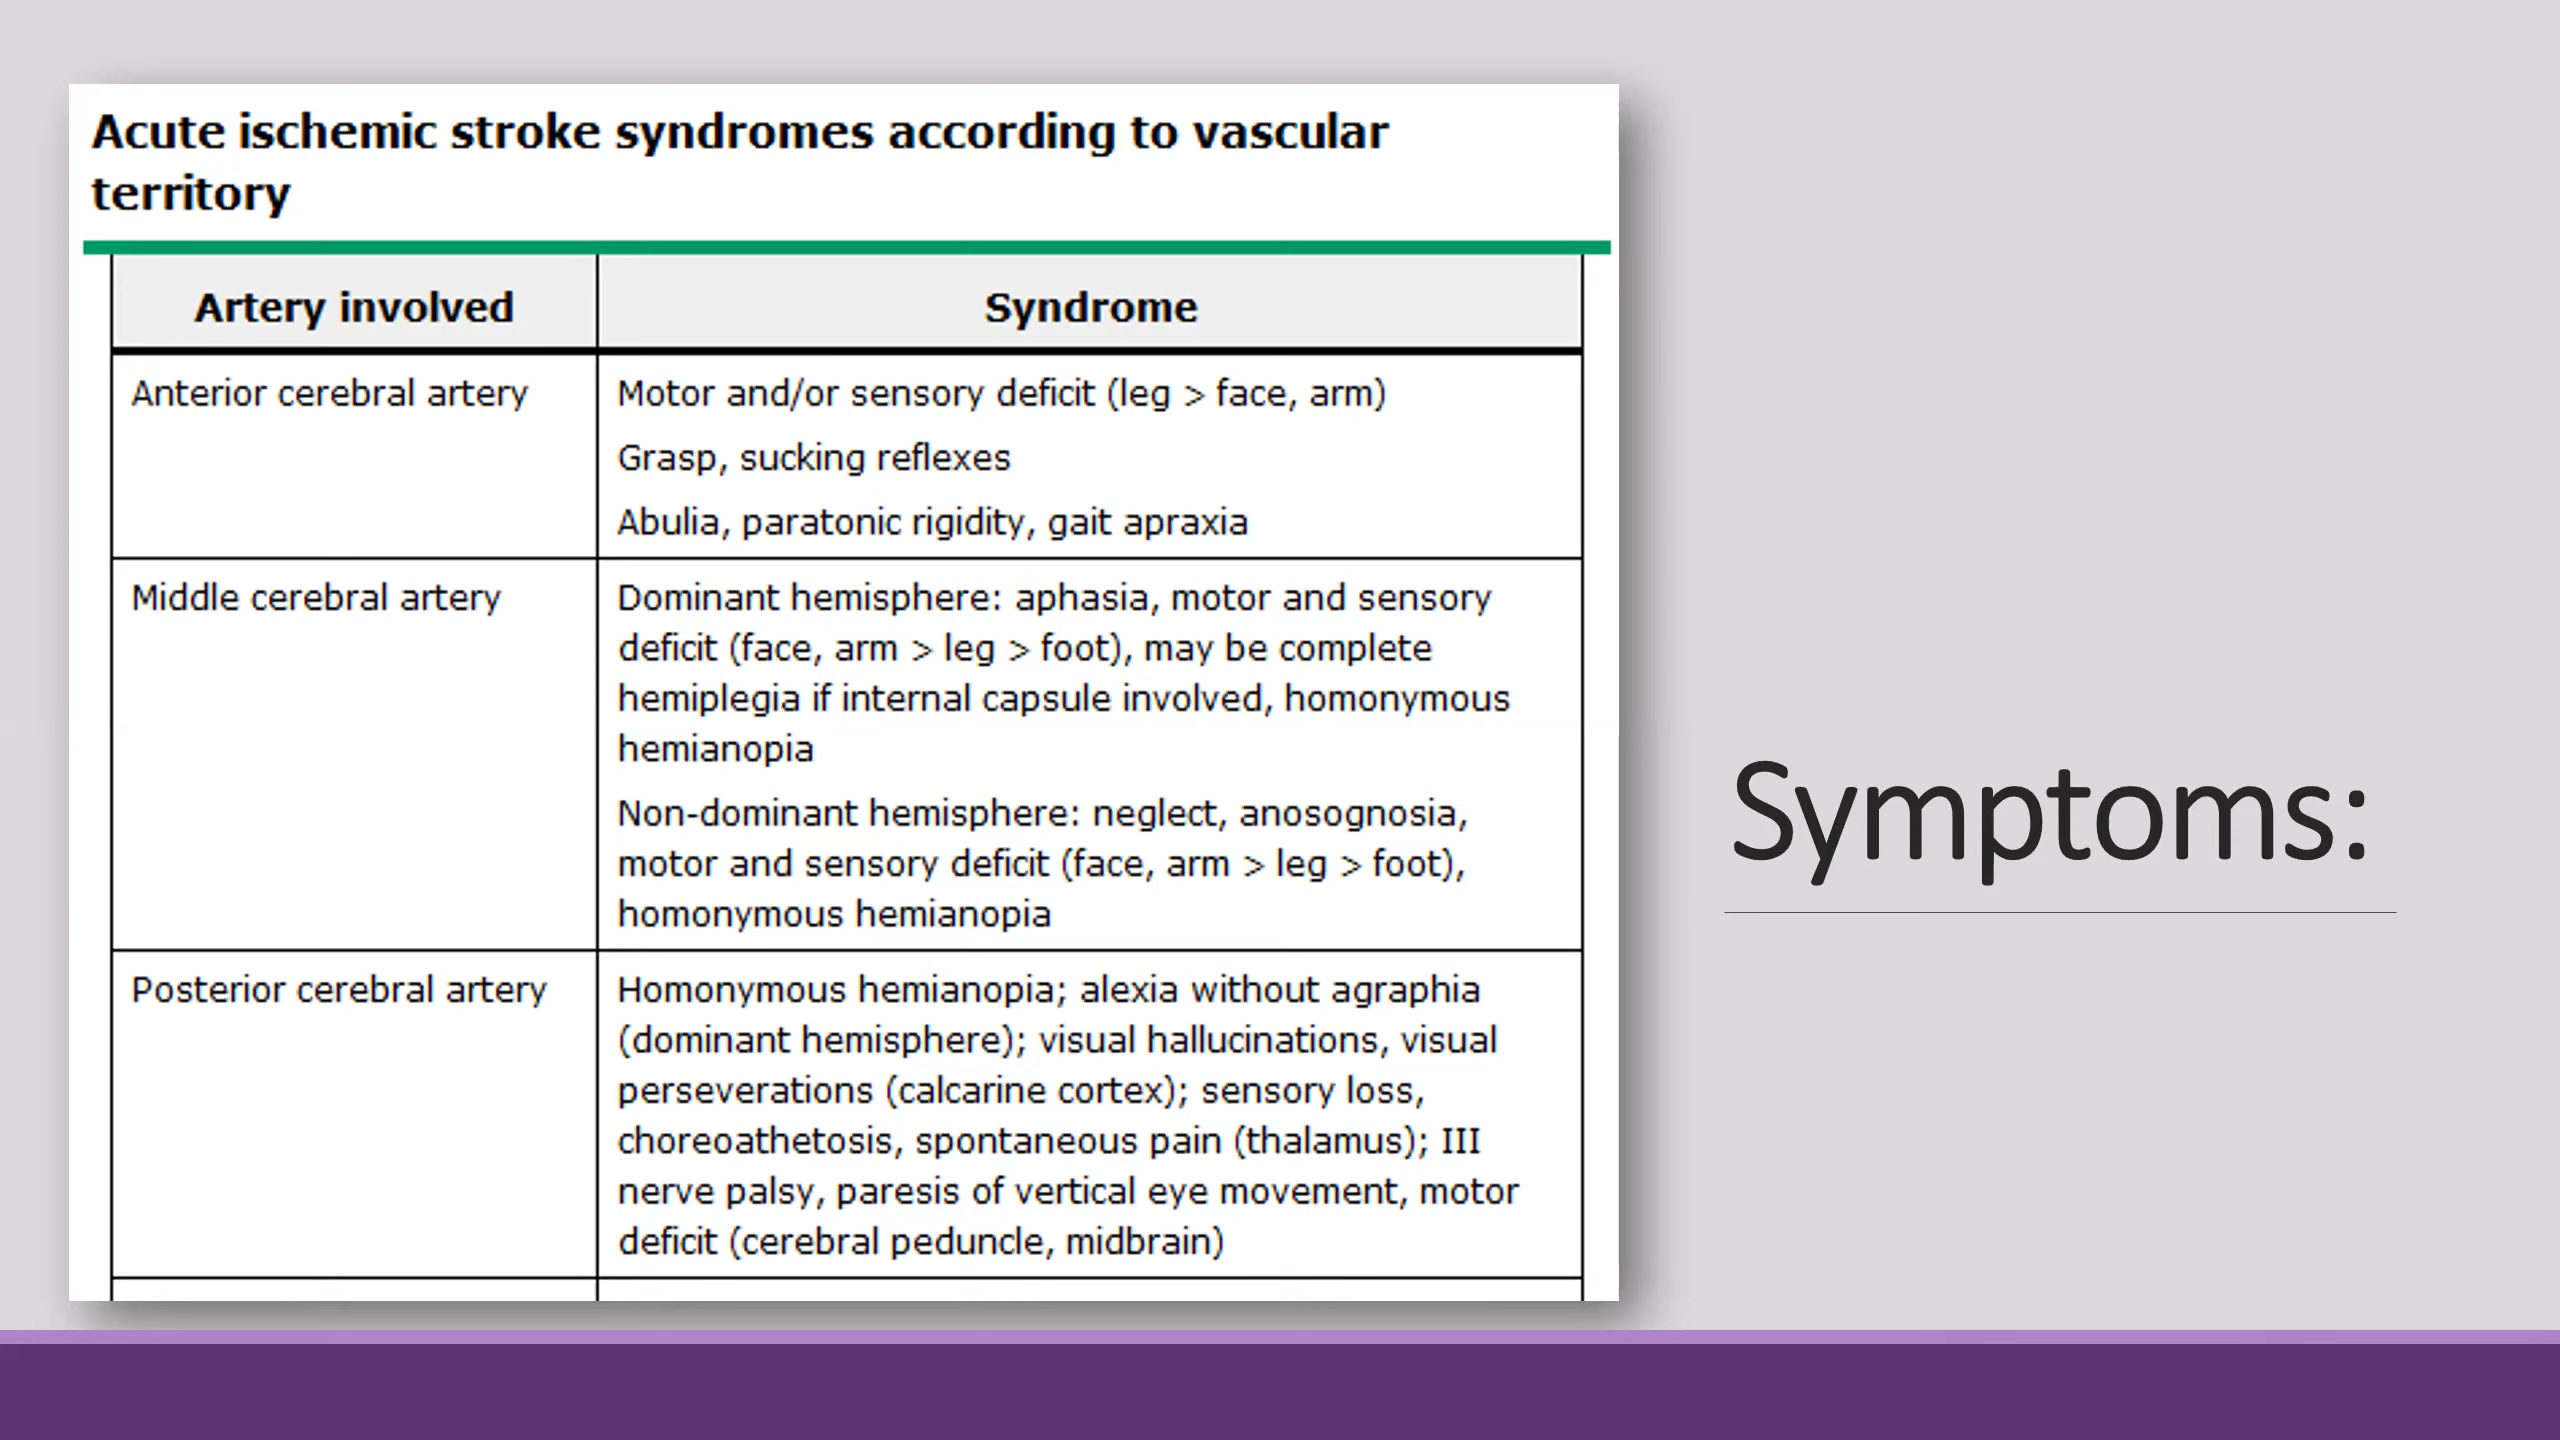 Acute ischemic stroke syndromes according to vascular
territory
Artery involved
Syndrome
Anterior cerebral artery
Motor and/or sensory deficit (leg > face, arm)
Grasp, sucking reflexes
Abulia, paratonic rigidity, gait apraxia
Middle cerebral artery
Dominant hemisphere: aphasia, motor and sensory
deficit (face, arm > leg > foot), may be complete
hemiplegia if internal capsule involved, homonymous
hemianopia
Non-dominant hemisphere: neglect, anosognosia,
motor and sensory deficit (face, arm > leg > foot),
homonymous hemianopia
Posterior cerebral artery
Homonymous hemianopia; alexia without agraphia
(dominant hemisphere); visual hallucinations, visual
perseverations (calcarine cortex); sensory loss,
choreoathetosis, spontaneous pain (thalamus); III
nerve palsy, paresis of vertical eye movement, motor
deficit (cerebral peduncle, midbrain)
Symptoms: